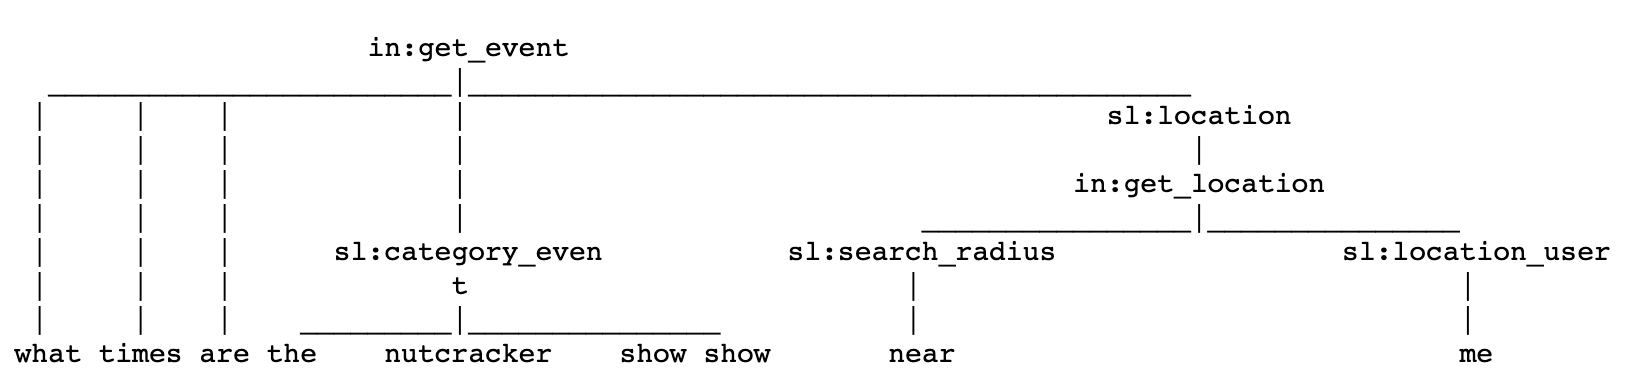 in:get_event
sl:location
in:get_location
sl:category_even sl:search_radius sl:location_user
t
what times are the nutcracker show show near me